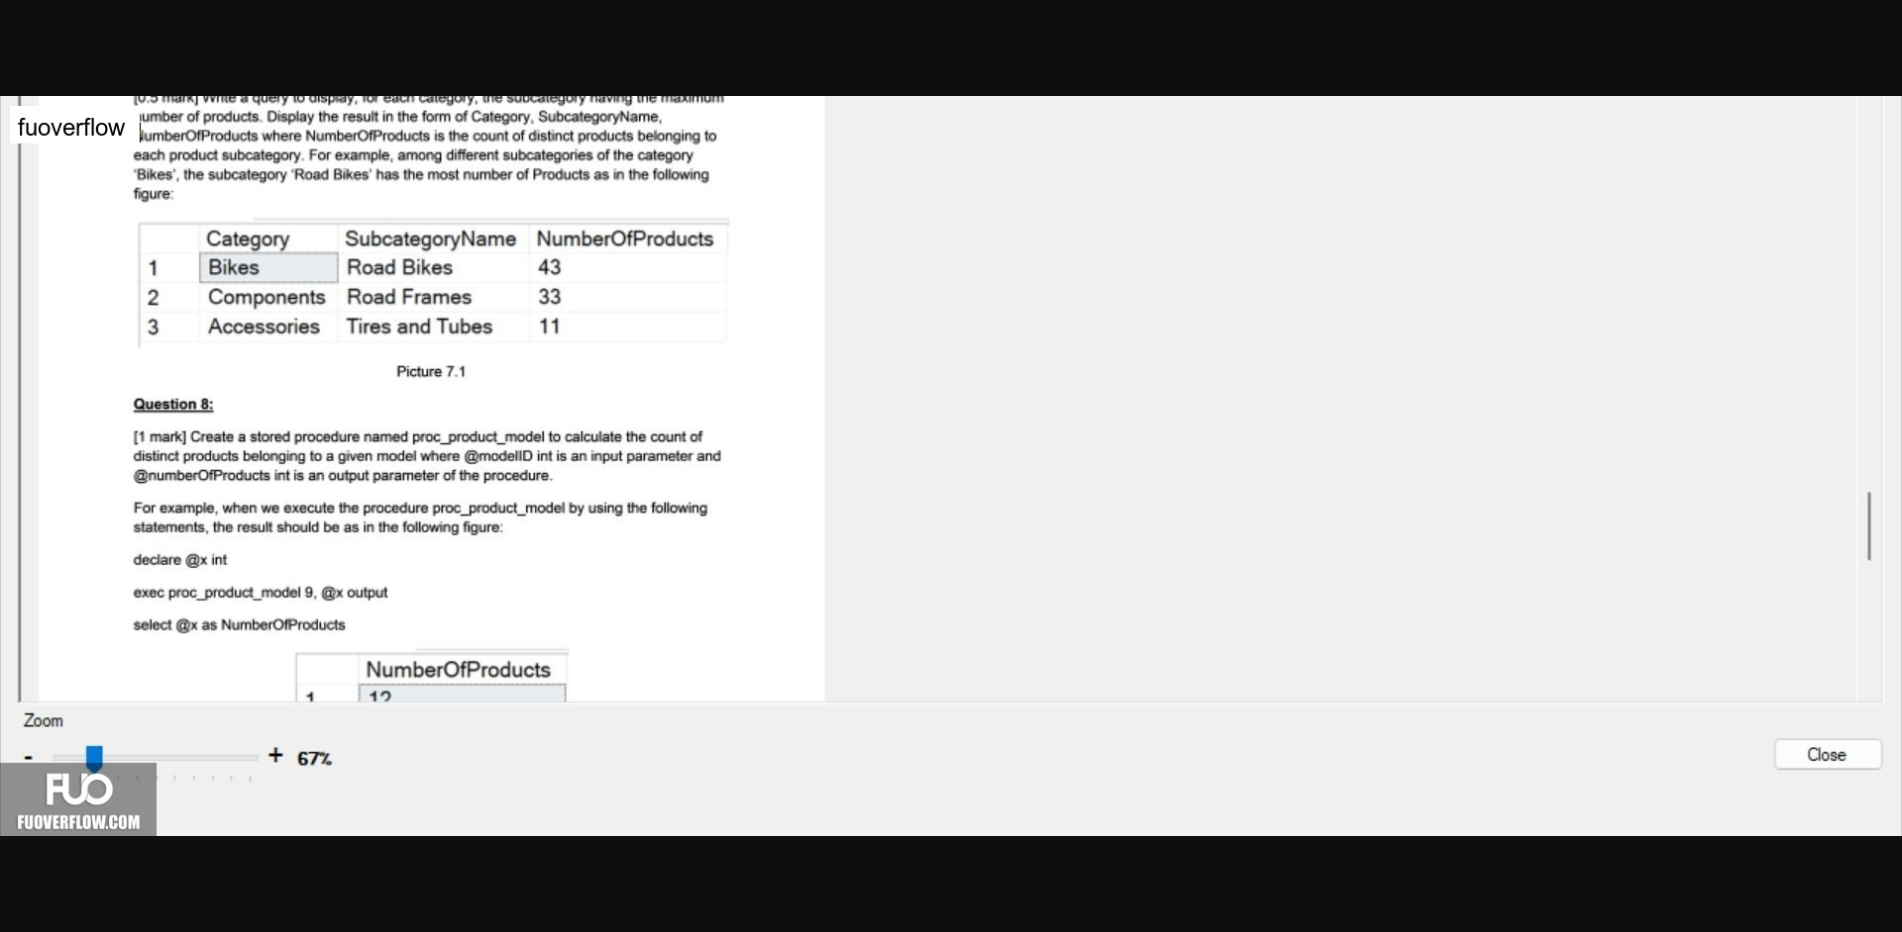 [0.5 mark] Write a query to display, for each category, the subcategory having the maximum
fuoverflow
number of products. Display the result in the form of Category, SubcategoryName,
NumberOfProducts where NumberOfProducts is the count of distinct products belonging to
each product subcategory. For example, among different subcategories of the category
'Bikes', the subcategory 'Road Bikes' has the most number of Products as in the following
figure:
Category SubcategoryName NumberOfProducts
1 Bikes Road Bikes 43
2 Components Road Frames 33
3 Accessories Tires and Tubes 11
Picture 7.1
Question 8:
[1 mark] Create a stored procedure named proc_product_model to calculate the count of
distinct products belonging to a given model where @modelID int is an input parameter and
@numberOfProducts int is an output parameter of the procedure.
For example, when we execute the procedure proc_product_model by using the following
statements, the result should be as in the following figure:
declare @x int
exec proc_product_model 9, @x output
select @x as NumberOfProducts
NumberOfProducts
1 12
Zoom
- + 67%
Close
FUO
FUOVERFLOW.COM